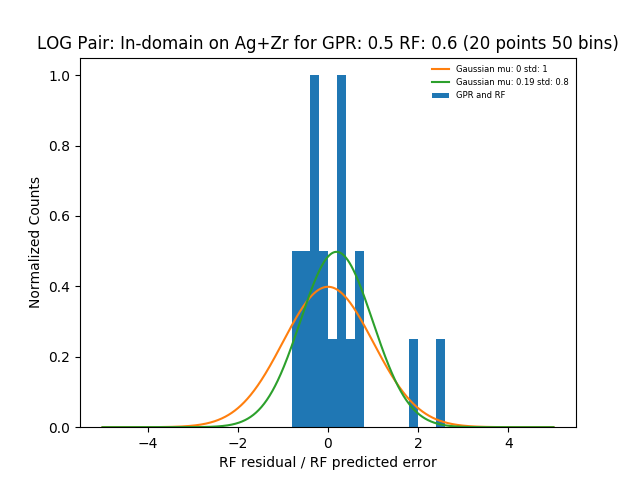 LOG Pair: In-domain on Ag+Zr for GPR: 0.5 RF: 0.6 (20 points 50 bins)
Gaussian mu: 0 std: 1
Gaussian mu: 0.19 std: 0.8
GPR and RF
Normalized Counts
1.0
0.8
0.6
0.4
0.2
0.0
−4 −2 0 2 4
RF residual / RF predicted error